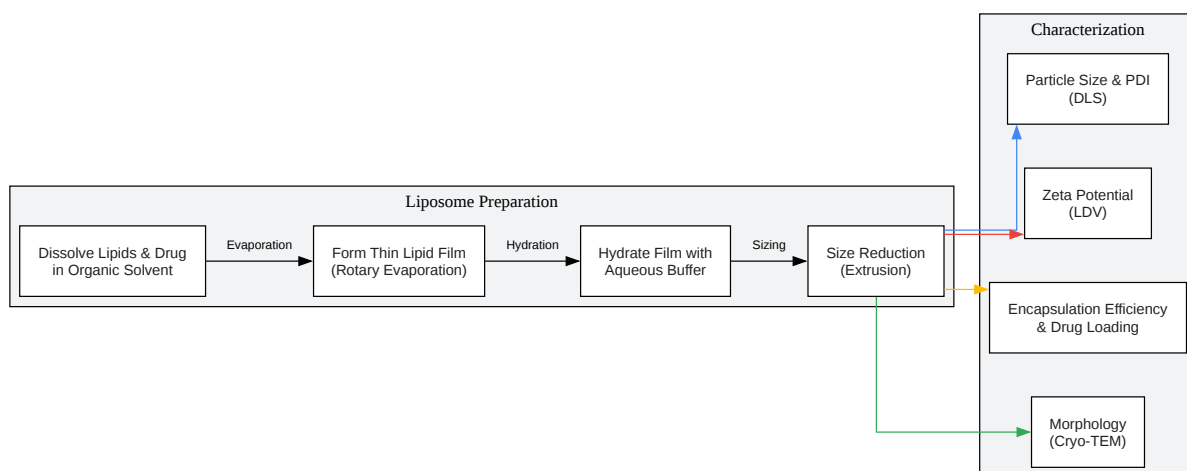 Characterization
Particle Size & PDI
(DLS)
Zeta Potential
(LDV)
Liposome Preparation
Dissolve Lipids & Drug
in Organic Solvent
Evaporation
Form Thin Lipid Film
(Rotary Evaporation)
Hydration
Hydrate Film with
Aqueous Buffer
Sizing
Size Reduction
(Extrusion)
Encapsulation Efficiency
& Drug Loading
Morphology
(Cryo-TEM)